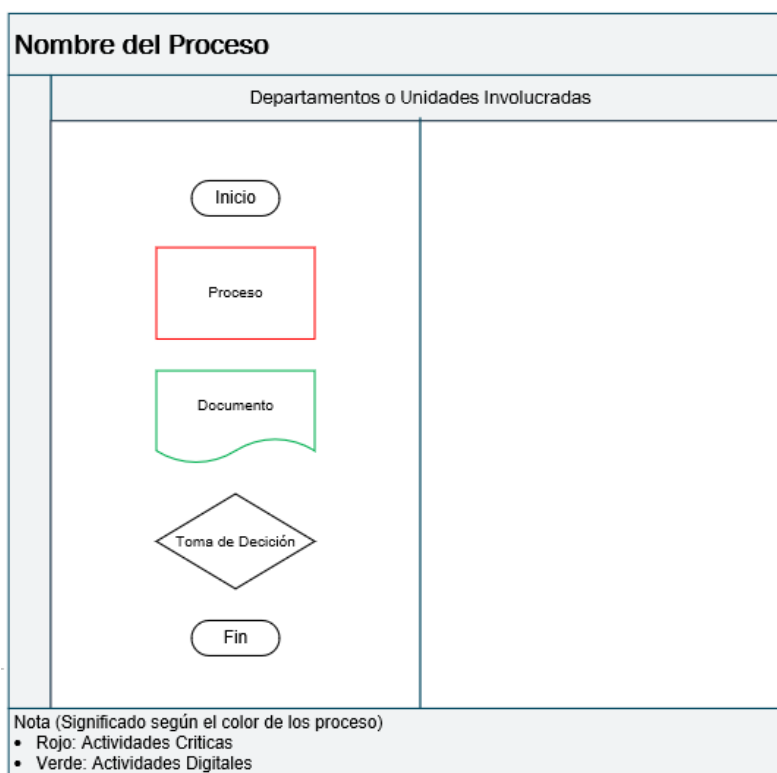 Nombre del Proceso
Departamentos o Unidades Involucradas
Inicio
Proceso
Documento
Toma de Decición
Fin
Nota (Significado según el color de los proceso)
• Rojo: Actividades Criticas
• Verde: Actividades Digitales